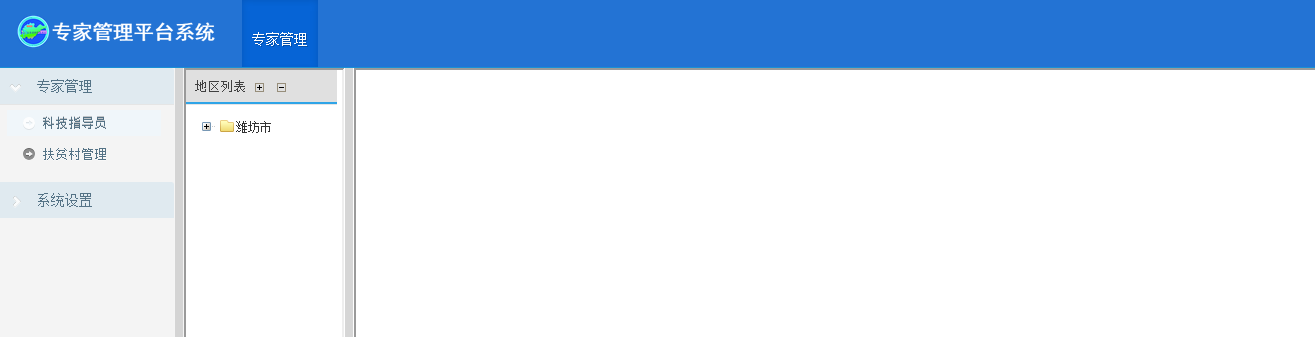 专家管理平台系统
专家管理
专家管理
科技指导员
扶贫村管理
系统设置
地区列表
潍坊市